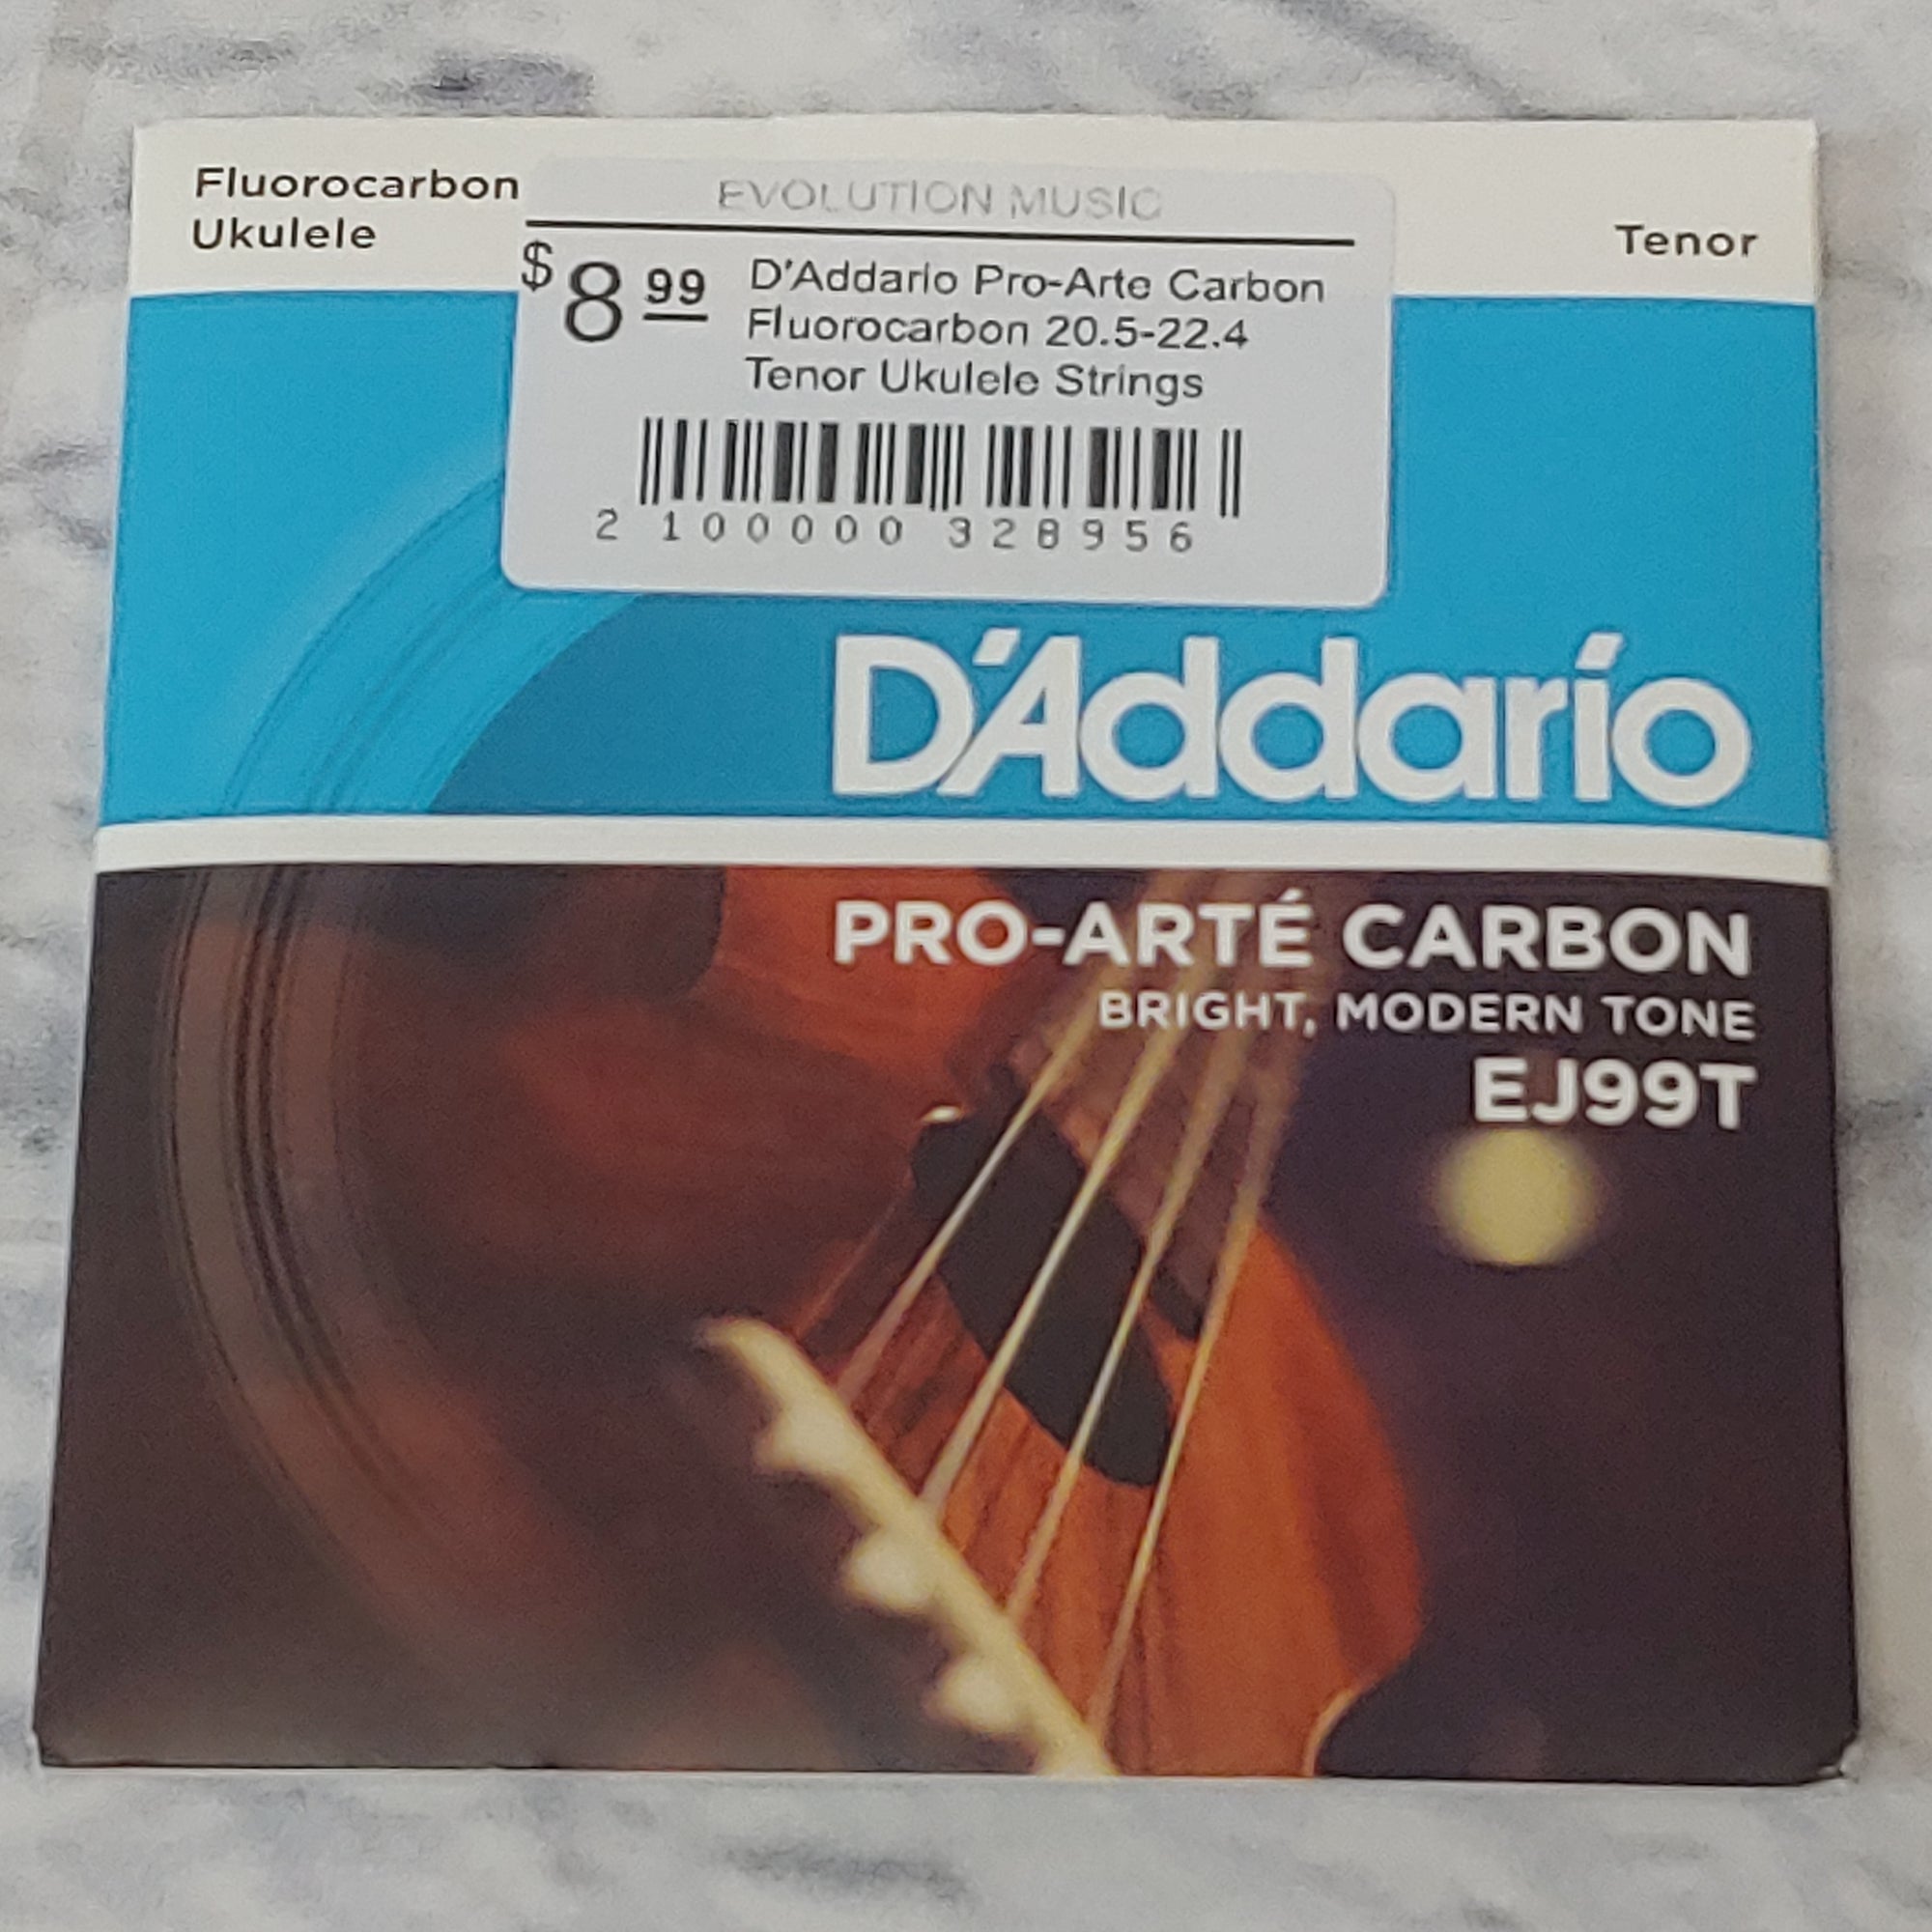 Fluorocarbon
Ukulele
Tenor
EVOLUTION MUSIC
$8 99
D'Addario Pro-Arte Carbon
Fluorocarbon 20.5-22.4
Tenor Ukulele Strings
2 100000 328956
D'Addario
PRO-ARTÉ CARBON
BRIGHT, MODERN TONE
EJ99T